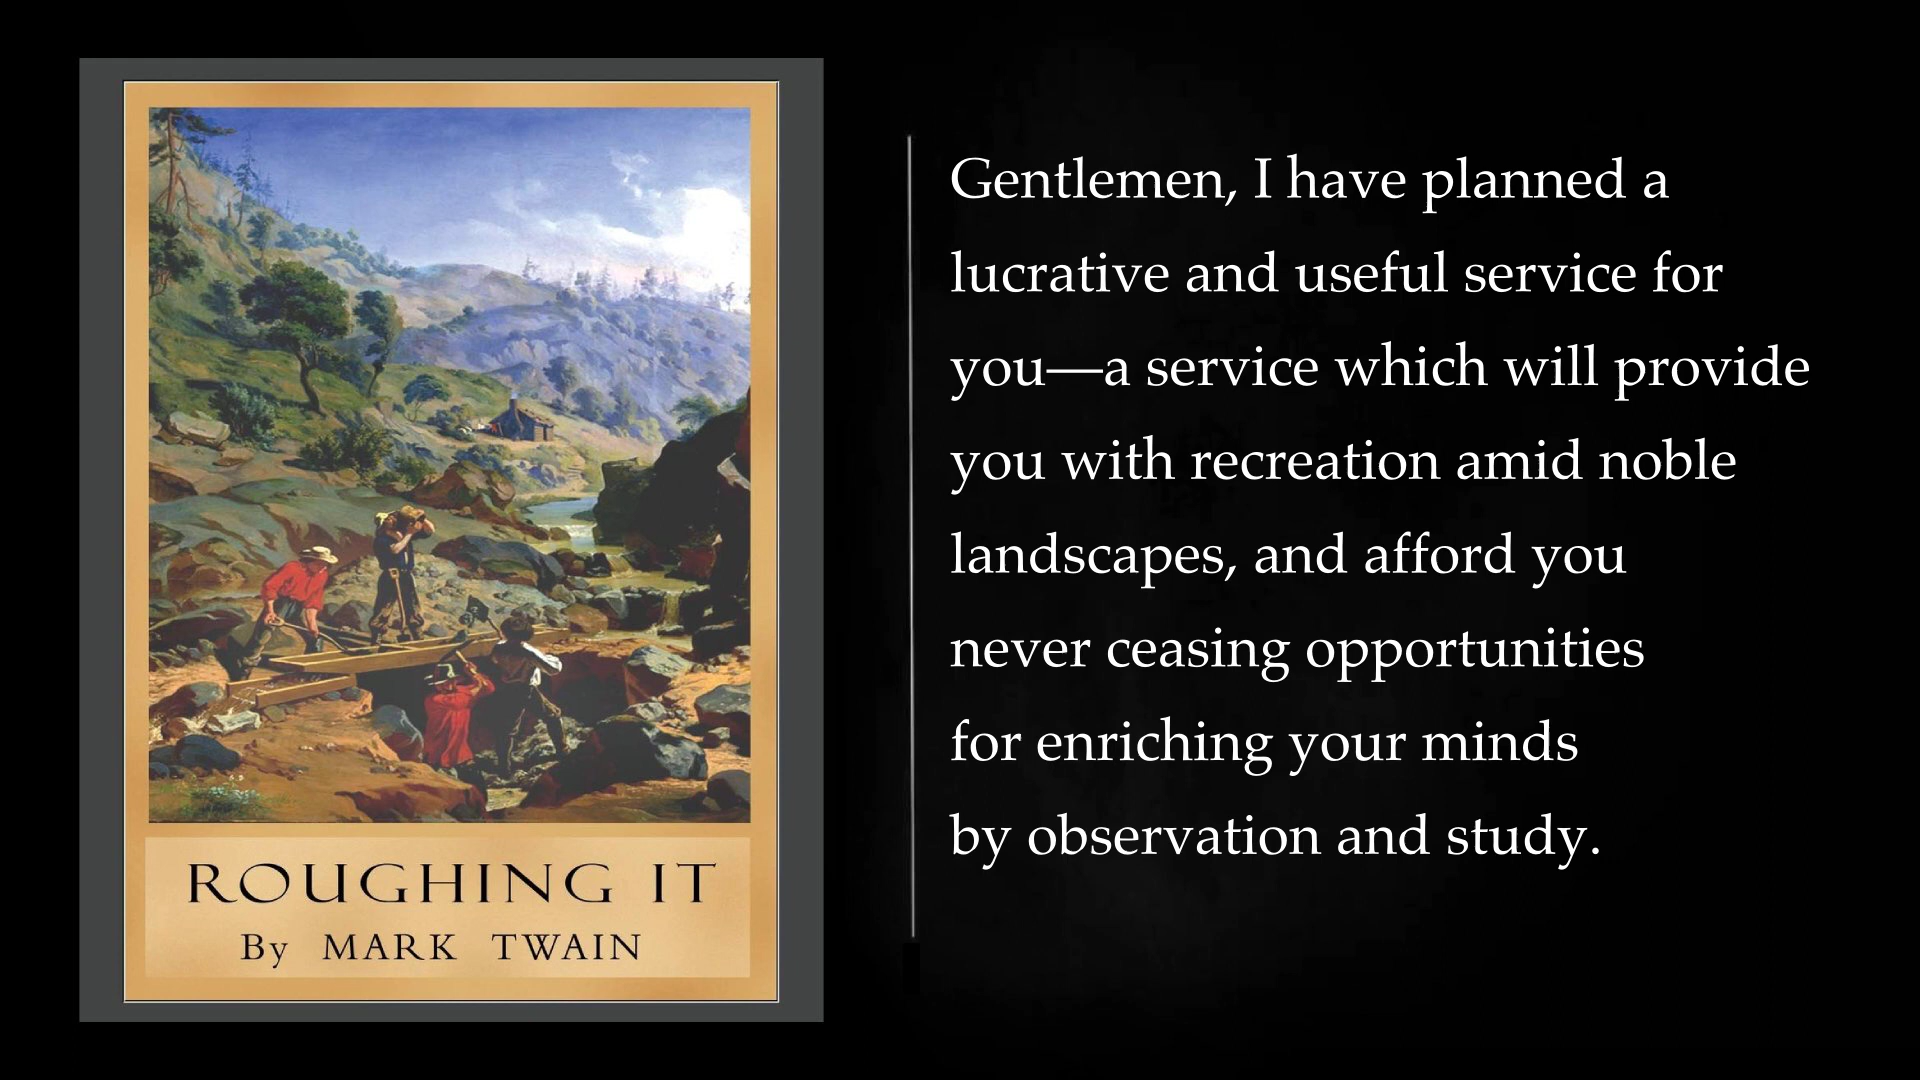 ROUGHING IT
By MARK TWAIN
Gentlemen, I have planned a
lucrative and useful service for
you—a service which will provide
you with recreation amid noble
landscapes, and afford you
never ceasing opportunities
for enriching your minds
by observation and study.